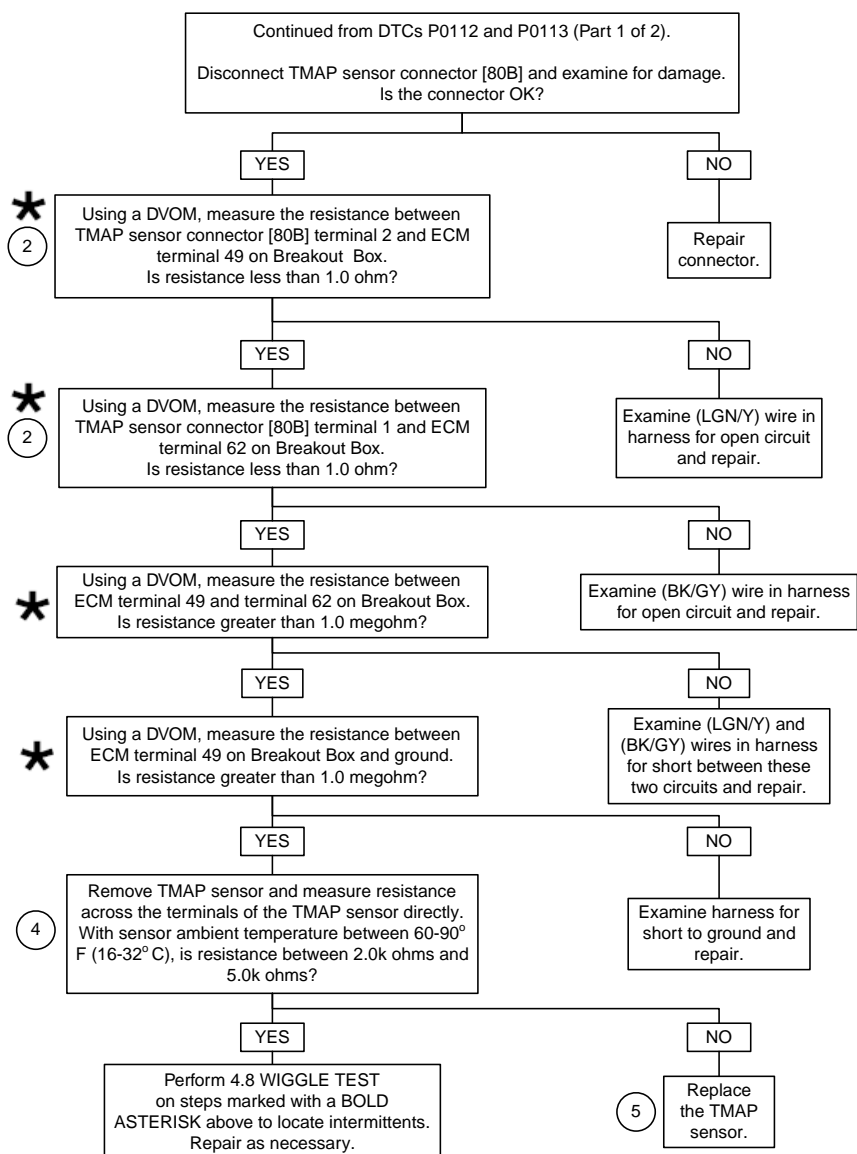 Continued from DTCs P0112 and P0113 (Part 1 of 2).
Disconnect TMAP sensor connector [80B] and examine for damage.
Is the connector OK?
YES
NO
*
2
Using a DVOM, measure the resistance between
TMAP sensor connector [80B] terminal 2 and ECM
terminal 49 on Breakout Box.
Is resistance less than 1.0 ohm?
Repair
connector.
YES
NO
*
2
Using a DVOM, measure the resistance between
TMAP sensor connector [80B] terminal 1 and ECM
terminal 62 on Breakout Box.
Is resistance less than 1.0 ohm?
Examine (LGN/Y) wire in
harness for open circuit
and repair.
YES
NO
*
Using a DVOM, measure the resistance between
ECM terminal 49 and terminal 62 on Breakout Box.
Is resistance greater than 1.0 megohm?
Examine (BK/GY) wire in harness
for open circuit and repair.
YES
NO
*
Using a DVOM, measure the resistance between
ECM terminal 49 on Breakout Box and ground.
Is resistance greater than 1.0 megohm?
Examine (LGN/Y) and
(BK/GY) wires in harness
for short between these
two circuits and repair.
YES
NO
4
Remove TMAP sensor and measure resistance
across the terminals of the TMAP sensor directly.
With sensor ambient temperature between 60-90°
F (16-32° C), is resistance between 2.0k ohms and
5.0k ohms?
Examine harness for
short to ground and
repair.
YES
NO
Perform 4.8 WIGGLE TEST
on steps marked with a BOLD
ASTERISK above to locate intermittents.
Repair as necessary.
5
Replace
the TMAP
sensor.